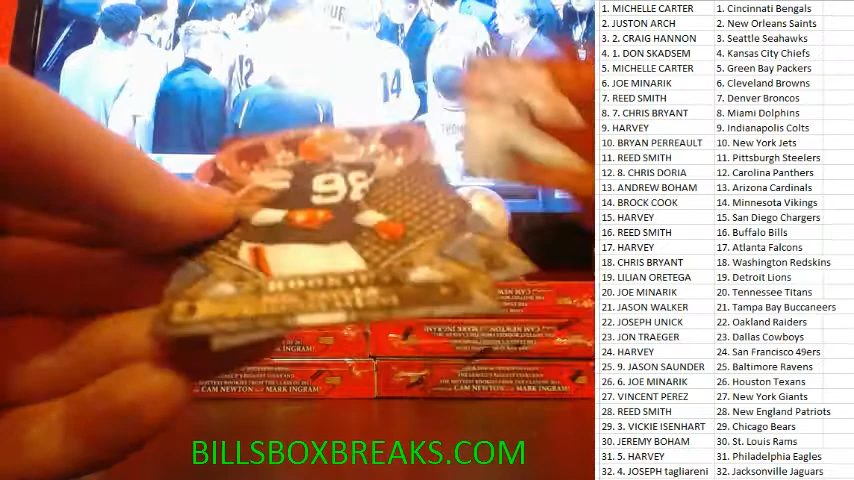 1. MICHELLE CARTER 1. Cincinnati Bengals
2. JUSTON ARCH 2. New Orleans Saints
3. 2. CRAIG HANNON 3. Seattle Seahawks
4. 1. DON SKADSEM 4. Kansas City Chiefs
5. MICHELLE CARTER 5. Green Bay Packers
6. JOE MINARIK 6. Cleveland Browns
7. REED SMITH 7. Denver Broncos
8. 7. CHRIS BRYANT 8. Miami Dolphins
9. HARVEY 9. Indianapolis Colts
10. BRYAN PERREAULT 10. New York Jets
11. REED SMITH 11. Pittsburgh Steelers
12. 8. CHRIS DORIA 12. Carolina Panthers
13. ANDREW BOHAM 13. Arizona Cardinals
14. BROCK COOK 14. Minnesota Vikings
15. HARVEY 15. San Diego Chargers
16. REED SMITH 16. Buffalo Bills
17. HARVEY 17. Atlanta Falcons
18. CHRIS BRYANT 18. Washington Redskins
19. LILIAN ORETEGA 19. Detroit Lions
20. JOE MINARIK 20. Tennessee Titans
21. JASON WALKER 21. Tampa Bay Buccaneers
22. JOSEPH UNICK 22. Oakland Raiders
23. JON TRAEGER 23. Dallas Cowboys
24. HARVEY 24. San Francisco 49ers
25. 9. JASON SAUNDER 25. Baltimore Ravens
26. 6. JOE MINARIK 26. Houston Texans
27. VINCENT PEREZ 27. New York Giants
28. REED SMITH 28. New England Patriots
29. 3. VICKIE ISENHART 29. Chicago Bears
30. JEREMY BOHAM 30. St. Louis Rams
31. 5. HARVEY 31. Philadelphia Eagles
32. 4. JOSEPH tagliareni 32. Jacksonville Jaguars
12
14
98
INGRAM!
CAM NEWTON AND MARK INGRAM!
CAM NEWTON AND MARK INGRAM!
BILLSBOXBREAKS.COM